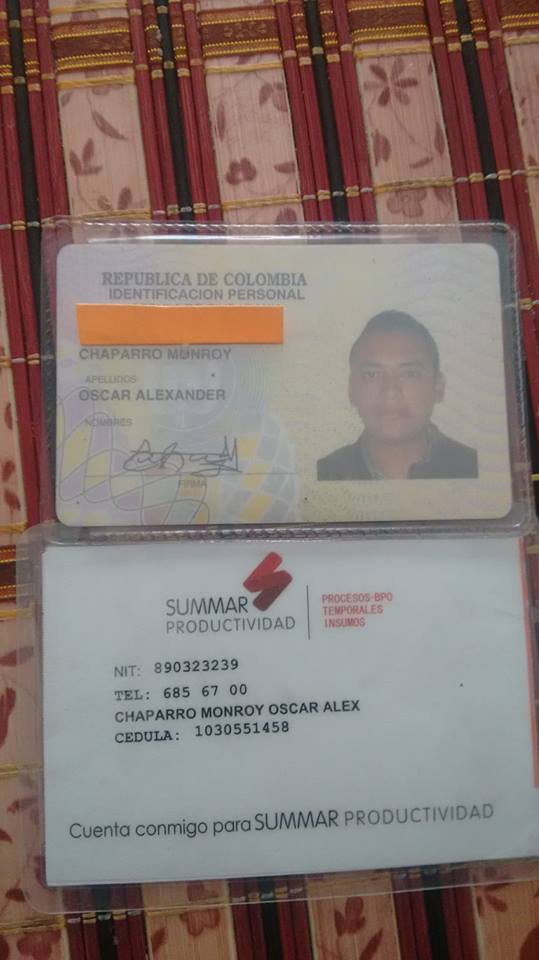 REPUBLICA DE COLOMBIA
IDENTIFICACION PERSONAL
CHAPARRO MONROY
APELLIDOS
OSCAR ALEXANDER
NOMBRES
FIRMA
SUMMAR
PRODUCTIVIDAD
PROCESOS-BPO
TEMPORALES
INSUMOS
NIT: 890323239
TEL: 685 67 00
CHAPARRO MONROY OSCAR ALEX
CEDULA: 1030551458
Cuenta conmigo para SUMMAR PRODUCTIVIDAD